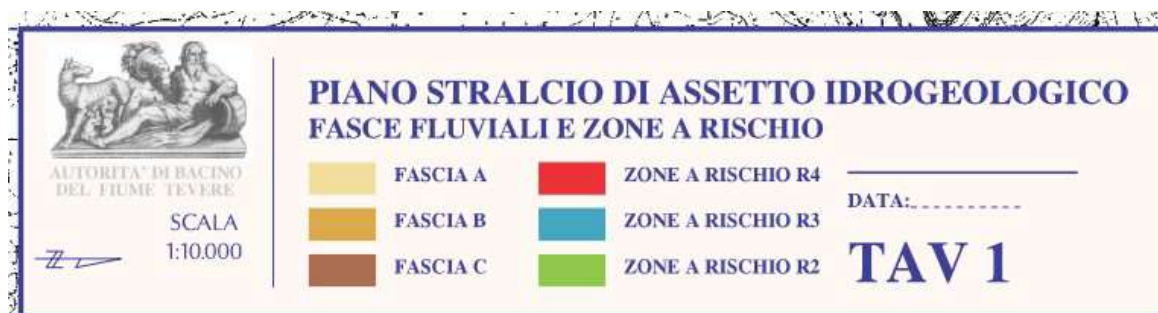 PIANO STRALCIO DI ASSETTO IDROGEOLOGICO
FASCE FLUVIALI E ZONE A RISCHIO
AUTORITA' DI BACINO
DEL FIUME TEVERE
SCALA
1:10.000
FASCIA A
FASCIA B
FASCIA C
ZONE A RISCHIO R4
ZONE A RISCHIO R3
ZONE A RISCHIO R2
DATA:_________
TAV 1